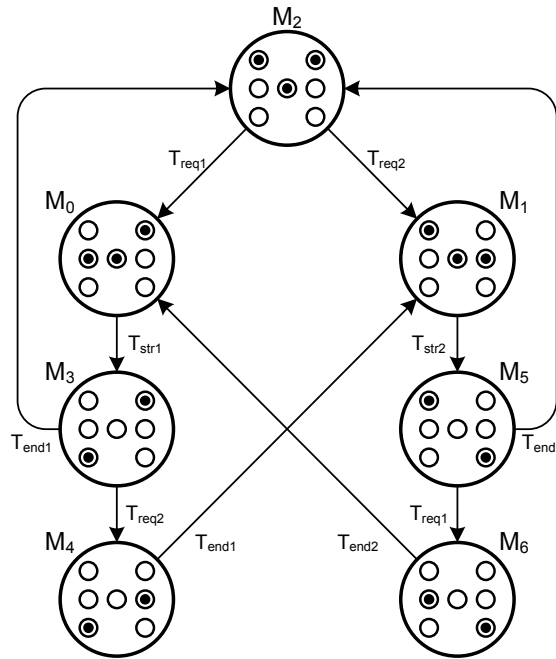 M2
Treq1
Treq2
M0
M1
Tstr1
Tstr2
M3
M5
Tend1
Tend
Treq2
Treq1
M4
Tend1
Tend2
M6